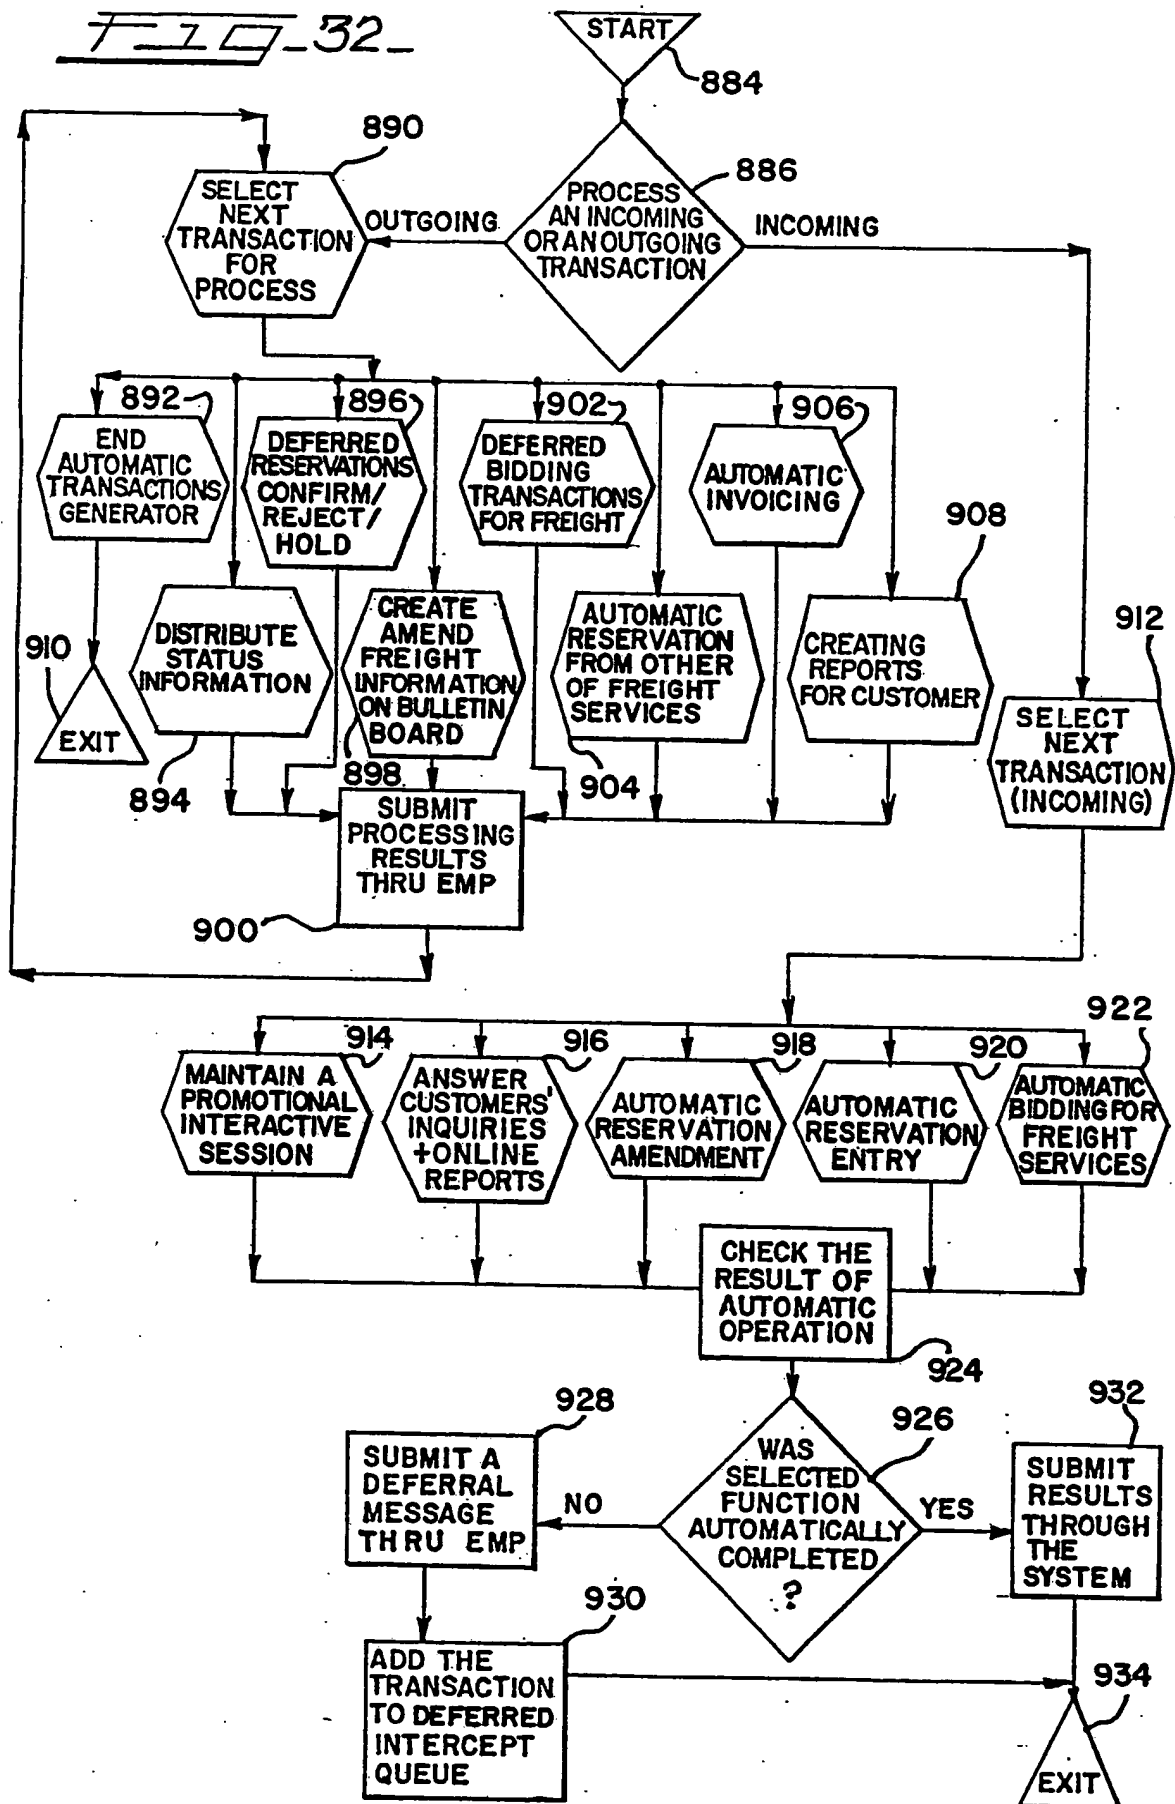 FIG_32_
START
884
890
886
SELECT
NEXT
TRANSACTION
FOR
PROCESS
OUTGOING
PROCESS
AN INCOMING
OR AN OUTGOING
TRANSACTION
INCOMING
892
896
902
906
908
END
AUTOMATIC
TRANSACTIONS
GENERATOR
DEFERRED
RESERVATIONS
CONFIRM/
REJECT/
HOLD
DEFERRED
BIDDING
TRANSACTIONS
FOR FREIGHT
AUTOMATIC
INVOICING
910
EXIT
DISTRIBUTE
STATUS
INFORMATION
894
CREATE
AMEND
FREIGHT
INFORMATION
ON BULLETIN
BOARD
898
AUTOMATIC
RESERVATION
FROM OTHER
OF FREIGHT
SERVICES
904
CREATING
REPORTS
FOR CUSTOMER
912
SELECT
NEXT
TRANSACTION
(INCOMING)
SUBMIT
PROCESSING
RESULTS
THRU EMP
900
914
916
918
920
922
MAINTAIN A
PROMOTIONAL
INTERACTIVE
SESSION
ANSWER
CUSTOMERS'
INQUIRIES
+ONLINE
REPORTS
AUTOMATIC
RESERVATION
AMENDMENT
AUTOMATIC
RESERVATION
ENTRY
AUTOMATIC
BIDDING FOR
FREIGHT
SERVICES
CHECK THE
RESULT OF
AUTOMATIC
OPERATION
924
928
926
932
SUBMIT A
DEFERRAL
MESSAGE
THRU EMP
NO
WAS
SELECTED
FUNCTION
AUTOMATICALLY
COMPLETED
?
YES
SUBMIT
RESULTS
THROUGH
THE
SYSTEM
930
ADD THE
TRANSACTION
TO DEFERRED
INTERCEPT
QUEUE
934
EXIT